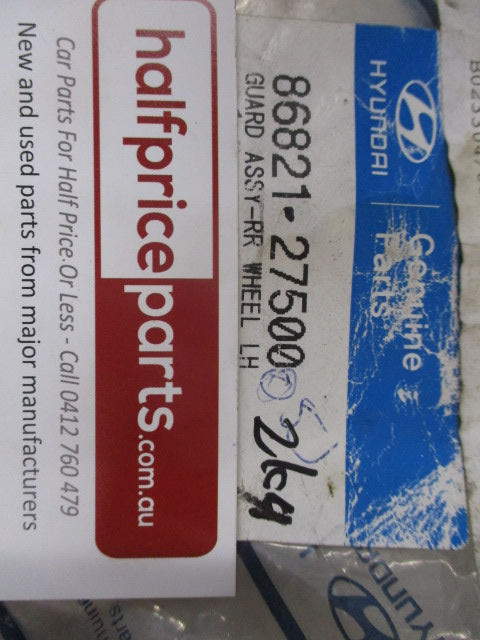 HYUNDAI
Genuine
Parts
86821-27500
GUARD ASSY-RR WHEEL LH
2kg
halfpriceparts.com.au
Car Parts For Half Price Or Less - Call 0412 760 479
New and used parts from major manufacturers